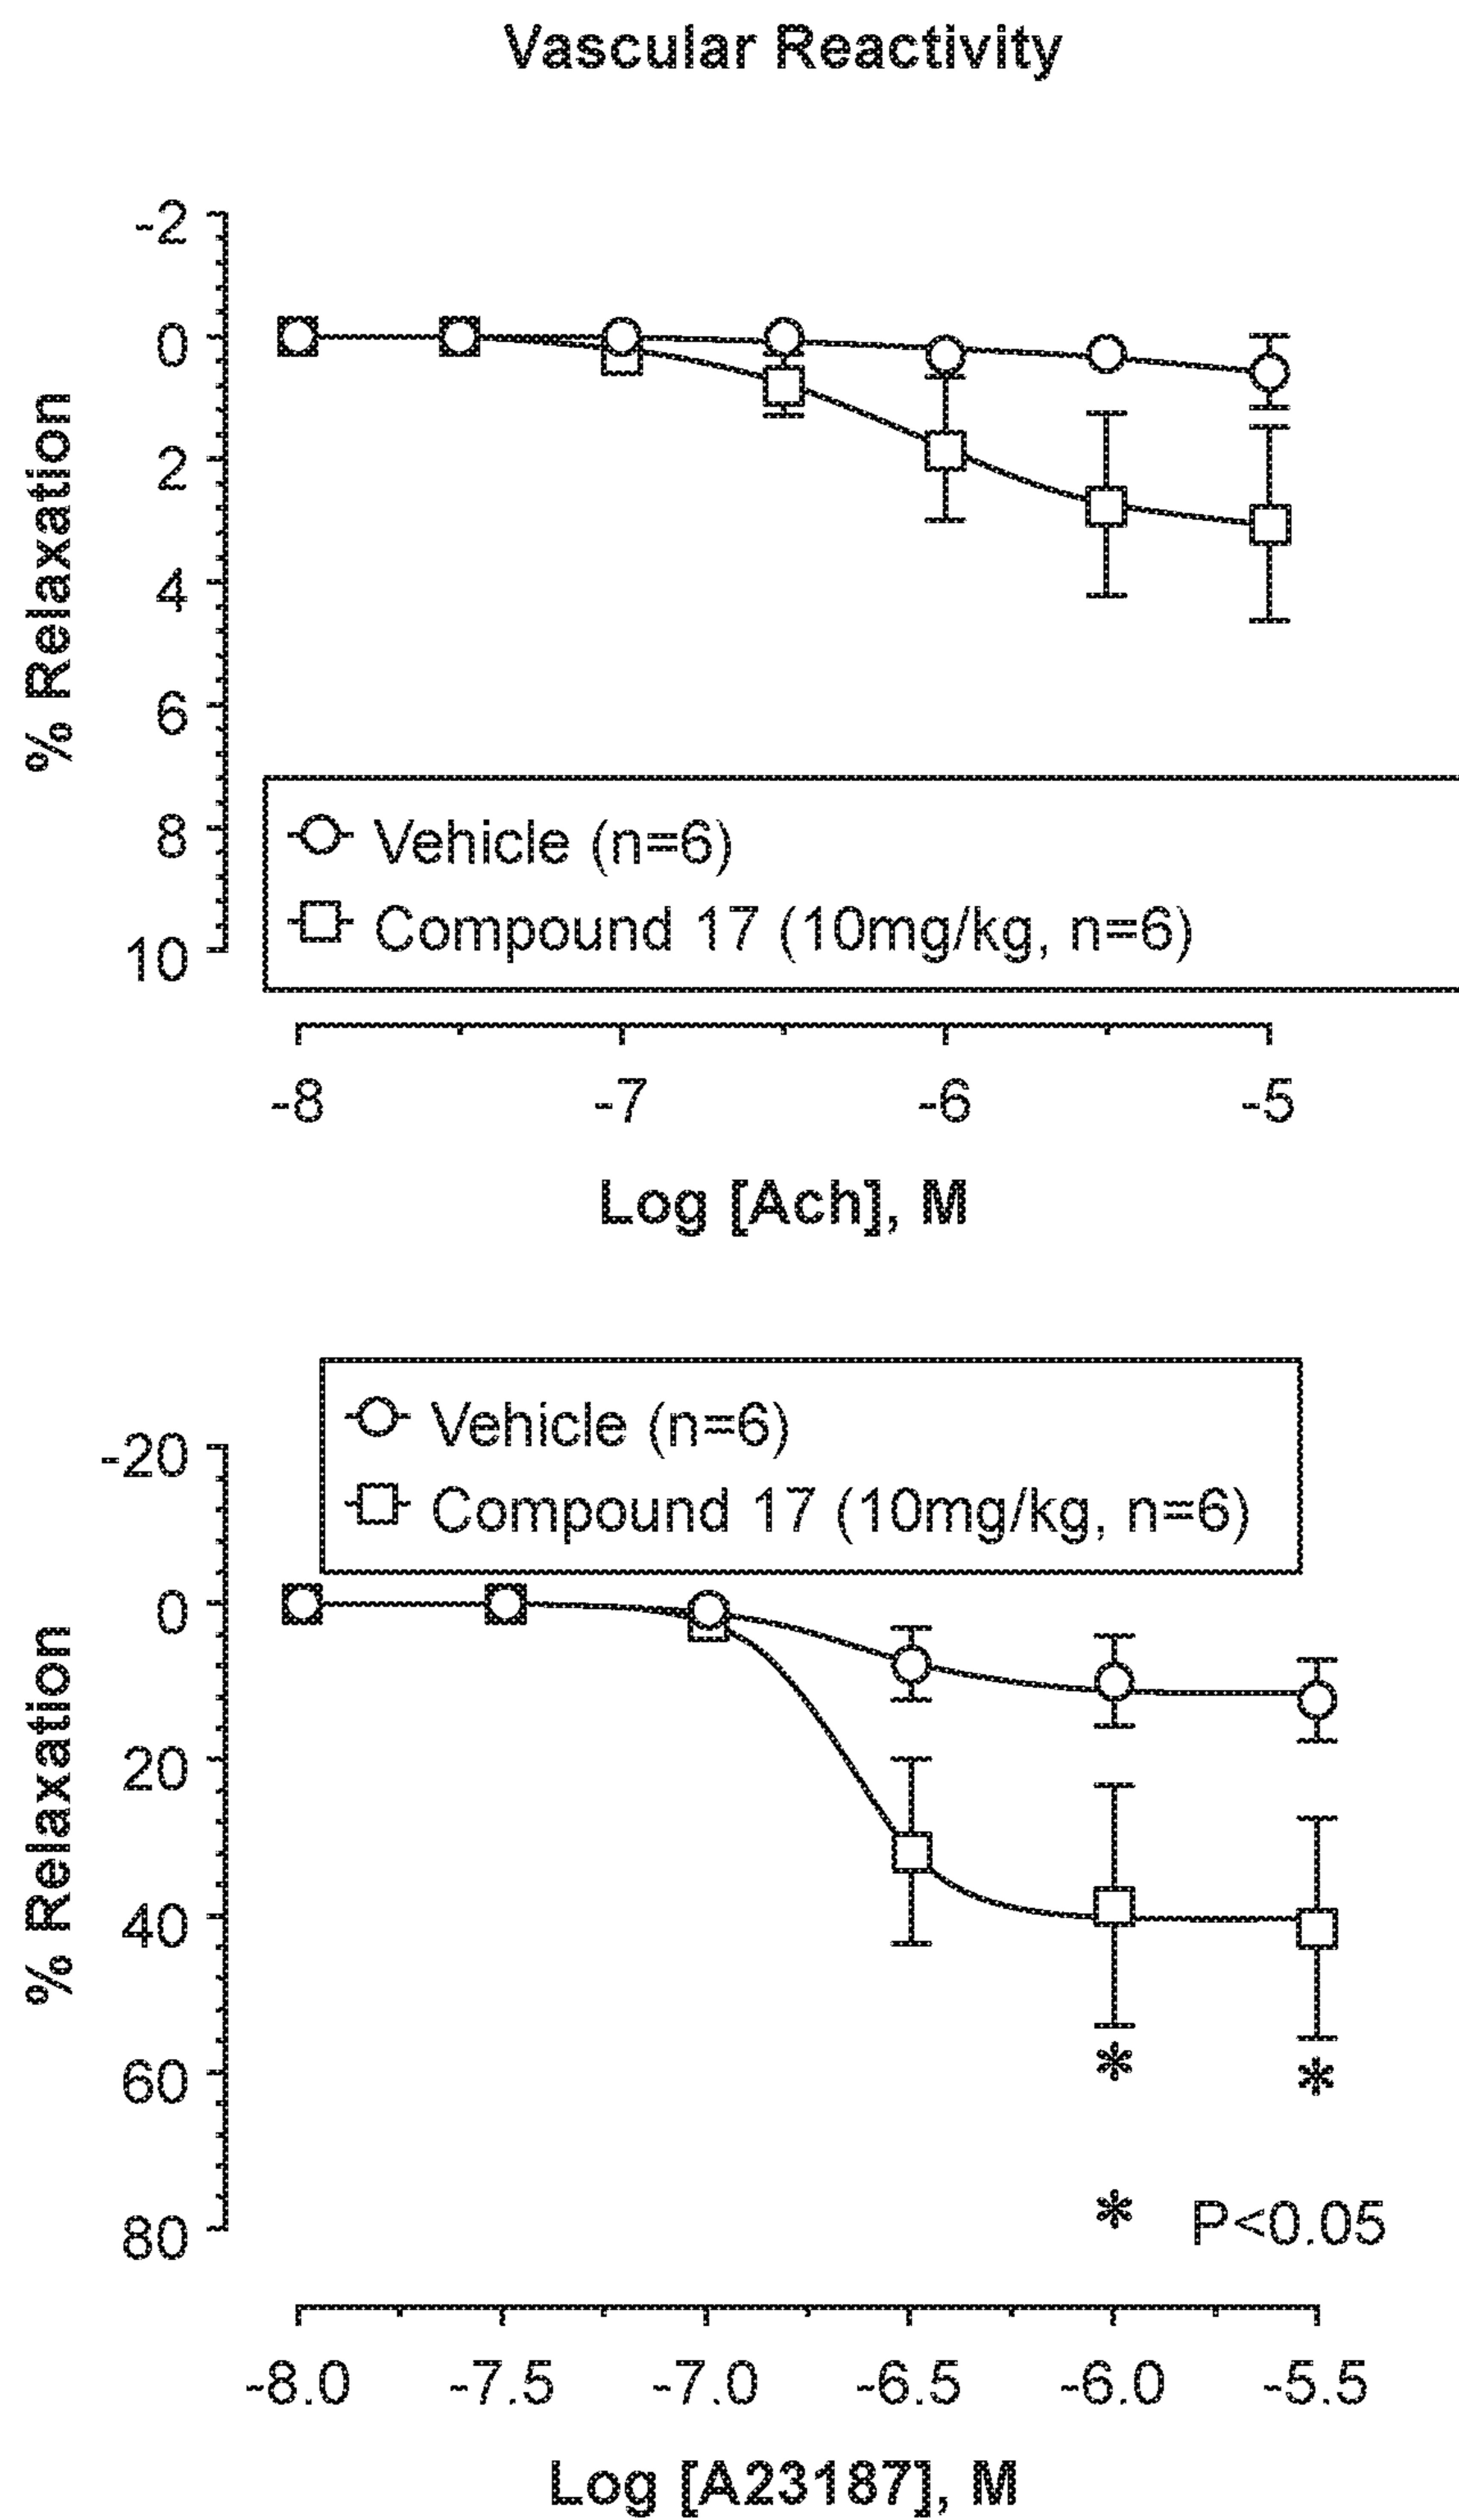 Vascular Reactivity
-2
0
2
4
6
8
10
% Relaxation
Vehicle (n=6)
Compound 17 (10mg/kg, n=6)
-8 -7 -6 -5
Log [Ach], M
Vehicle (n=6)
Compound 17 (10mg/kg, n=6)
-20
0
20
40
60
80
% Relaxation
* *
* P<0.05
-8.0 -7.5 -7.0 -6.5 -6.0 -5.5
Log [A23187], M